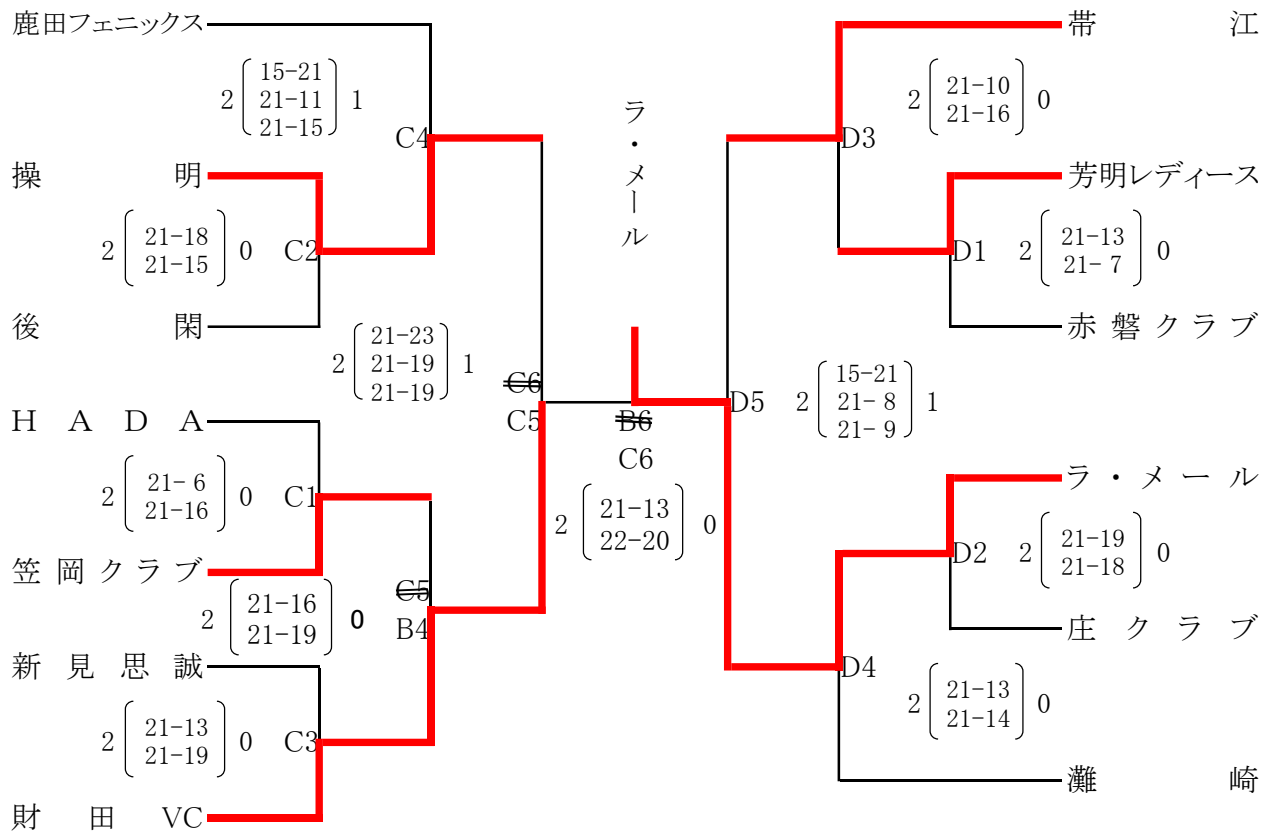 鹿田フェニックス
2 15-21 1
21-11
21-15
C4
操明
2 21-18 0
21-15
C2
後閑
2 21-23 1
21-19
21-19
C6
C5
HADA
2 21- 6 0
21-16
C1
笠岡クラブ
2 21-16 0
21-19
C5
B4
新見思誠
2 21-13 0
21-19
C3
財田VC
ラ・メール
B6
C6
2 21-13 0
22-20
帯江
2 21-10 0
21-16
D3
芳明レディース
D1
2 21-13 0
21- 7
赤磐クラブ
D5
2 15-21 1
21- 8
21- 9
ラ・メール
D2
2 21-19 0
21-18
庄クラブ
D4
2 21-13 0
21-14
灘崎